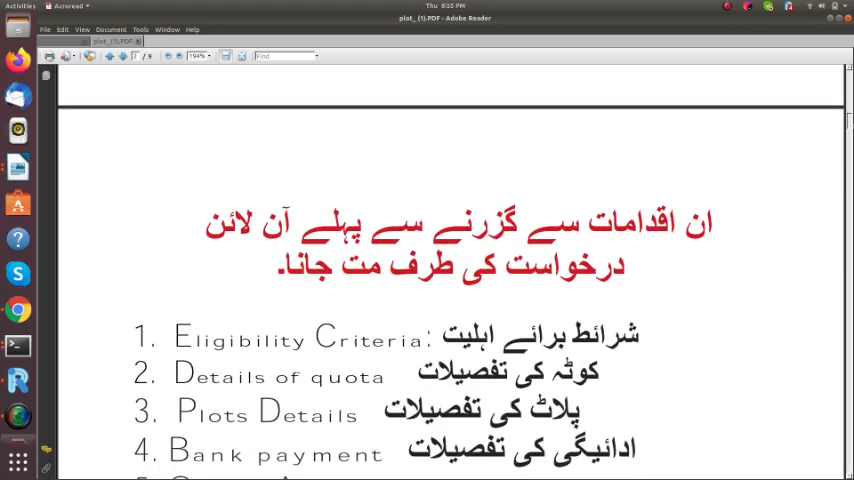 Activities
Acroread
Thu 8:55 PM
plot_ (1).PDF - Adobe Reader
File Edit View Document Tools Window Help
plot_ (1).PDF
2 / 9 194% Find
ان اقدامات سے گزرنے سے پہلے آن لائن
درخواست کی طرف مت جانا۔
1. Eligibility Criteria: شرائط برائے اہلیت
2. Details of quota کوٹہ کی تفصیلات
3. Plots Details پلاٹ کی تفصیلات
4. Bank payment ادائیگی کی تفصیلات